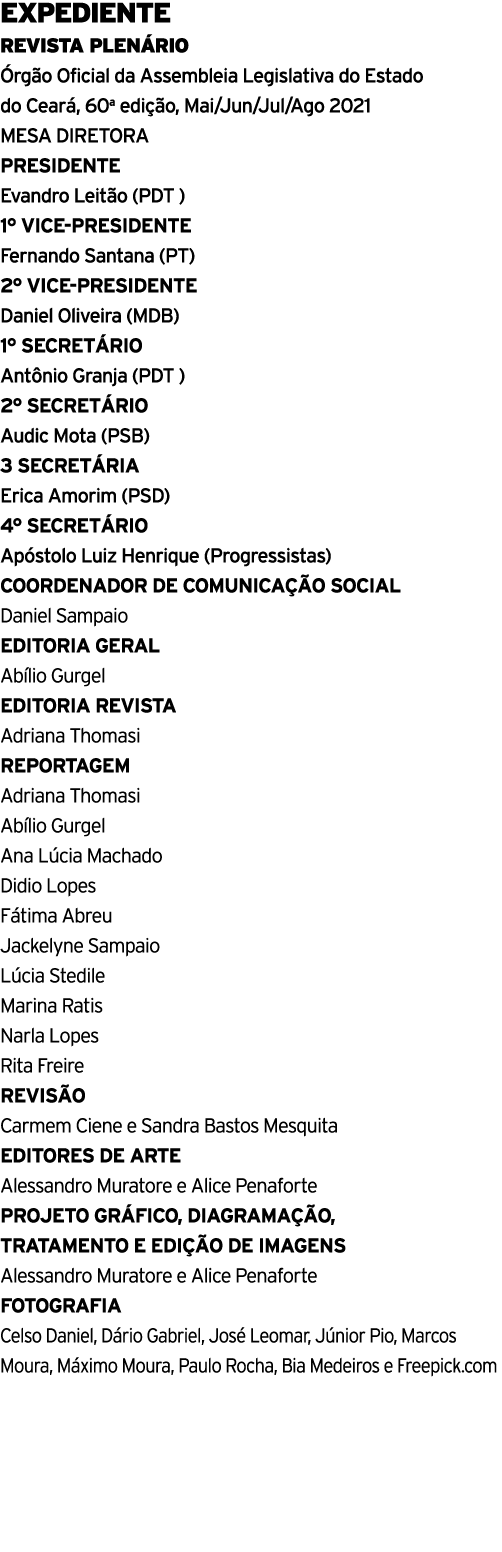 EXPEDIENTE
REVISTA PLENÁRIO
Órgão Oficial da Assembleia Legislativa do Estado
do Ceará, 60ª edição, Mai/Jun/Jul/Ago 2021
MESA DIRETORA
PRESIDENTE
Evandro Leitão (PDT )
1º VICE-PRESIDENTE
Fernando Santana (PT)
2º VICE-PRESIDENTE
Daniel Oliveira (MDB)
1º SECRETÁRIO
Antônio Granja (PDT )
2º SECRETÁRIO
Audic Mota (PSB)
3 SECRETÁRIA
Erica Amorim (PSD)
4º SECRETÁRIO
Apóstolo Luiz Henrique (Progressistas)
COORDENADOR DE COMUNICAÇÃO SOCIAL
Daniel Sampaio
EDITORIA GERAL
Abílio Gurgel
EDITORIA REVISTA
Adriana Thomasi
REPORTAGEM
Adriana Thomasi
Abílio Gurgel
Ana Lúcia Machado
Didio Lopes
Fátima Abreu
Jackelyne Sampaio
Lúcia Stedile
Marina Ratis
Narla Lopes
Rita Freire
REVISÃO
Carmem Ciene e Sandra Bastos Mesquita
EDITORES DE ARTE
Alessandro Muratore e Alice Penaforte
PROJETO GRÁFICO, DIAGRAMAÇÃO,
TRATAMENTO E EDIÇÃO DE IMAGENS
Alessandro Muratore e Alice Penaforte
FOTOGRAFIA
Celso Daniel, Dário Gabriel, José Leomar, Júnior Pio, Marcos
Moura, Máximo Moura, Paulo Rocha, Bia Medeiros e Freepick.com